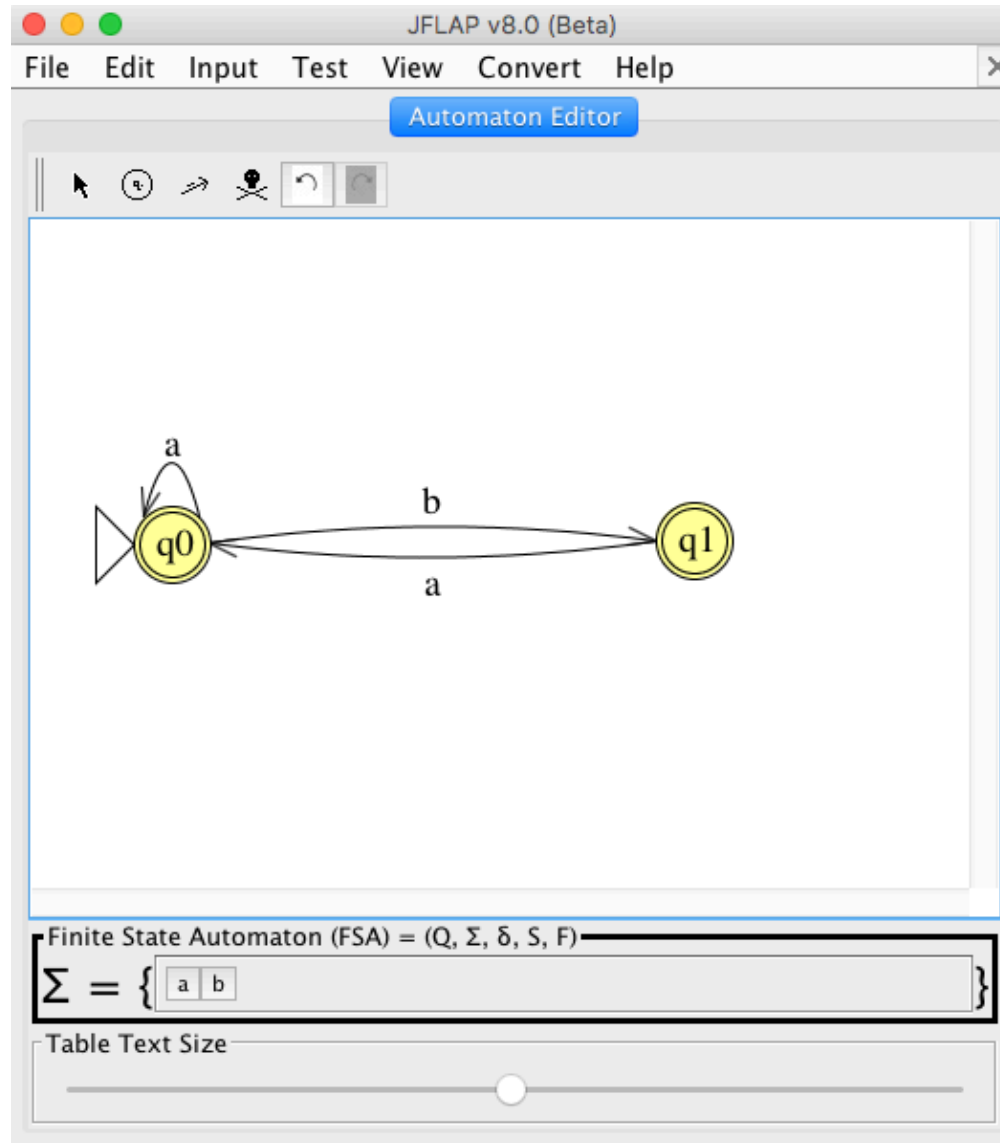 JFLAP v8.0 (Beta)
File Edit Input Test View Convert Help
Automaton Editor
a
b
q0
q1
a
Finite State Automaton (FSA) = (Q, Σ, δ, S, F)
Σ = { a b }
Table Text Size